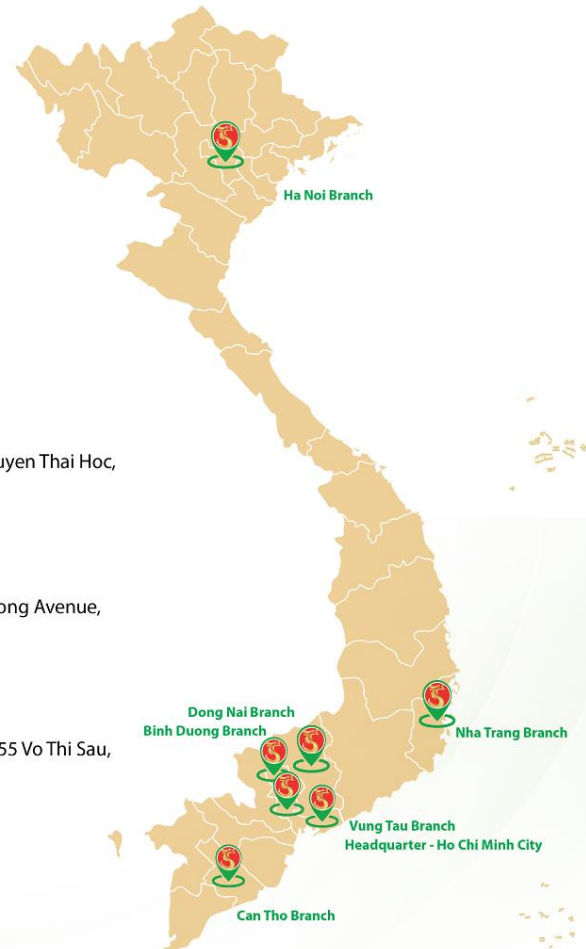 Ha Noi Branch
uyen Thai Hoc,
ong Avenue,
55 Vo Thi Sau,
Dong Nai Branch
Binh Duong Branch
Nha Trang Branch
Vung Tau Branch
Headquarter - Ho Chi Minh City
Can Tho Branch